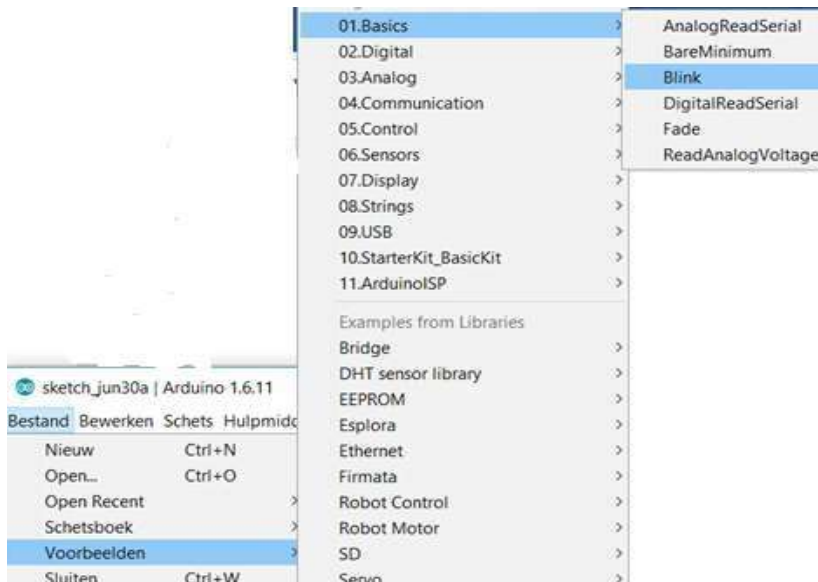 01.Basics
02.Digital
03.Analog
04.Communication
05.Control
06.Sensors
07.Display
08.Strings
09.USB
10.StarterKit_BasicKit
11.ArduinoISP
Examples from Libraries
Bridge
DHT sensor library
EEPROM
Esplora
Ethernet
Firmata
Robot Control
Robot Motor
SD
Servo
AnalogReadSerial
BareMinimum
Blink
DigitalReadSerial
Fade
ReadAnalogVoltage
sketch_jun30a | Arduino 1.6.11
Bestand Bewerken Schets Hulpmidd
Nieuw Ctrl+N
Open... Ctrl+O
Open Recent
Schetsboek
Voorbeelden
Sluiten Ctrl+W